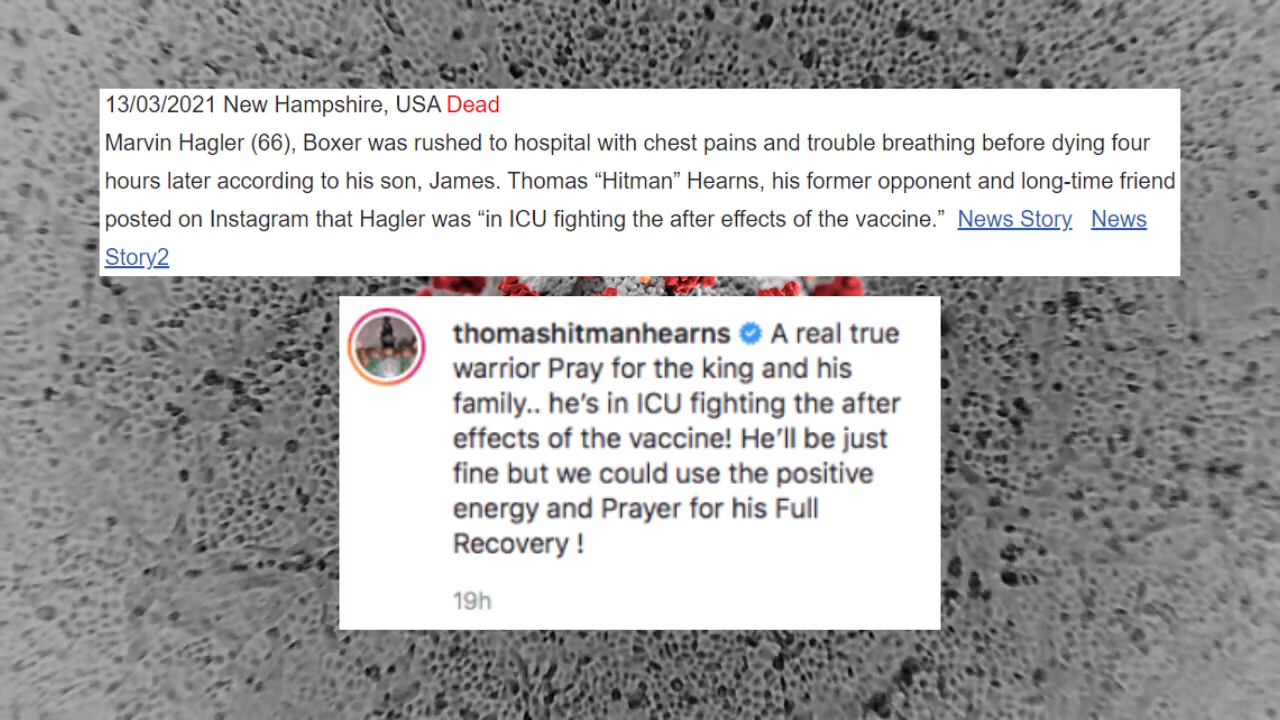 13/03/2021 New Hampshire, USA Dead
Marvin Hagler (66), Boxer was rushed to hospital with chest pains and trouble breathing before dying four
hours later according to his son, James. Thomas “Hitman” Hearns, his former opponent and long-time friend
posted on Instagram that Hagler was “in ICU fighting the after effects of the vaccine.” News Story News
Story2
thomashitmanhearns A real true
warrior Pray for the king and his
family.. he’s in ICU fighting the after
effects of the vaccine! He’ll be just
fine but we could use the positive
energy and Prayer for his Full
Recovery !
19h